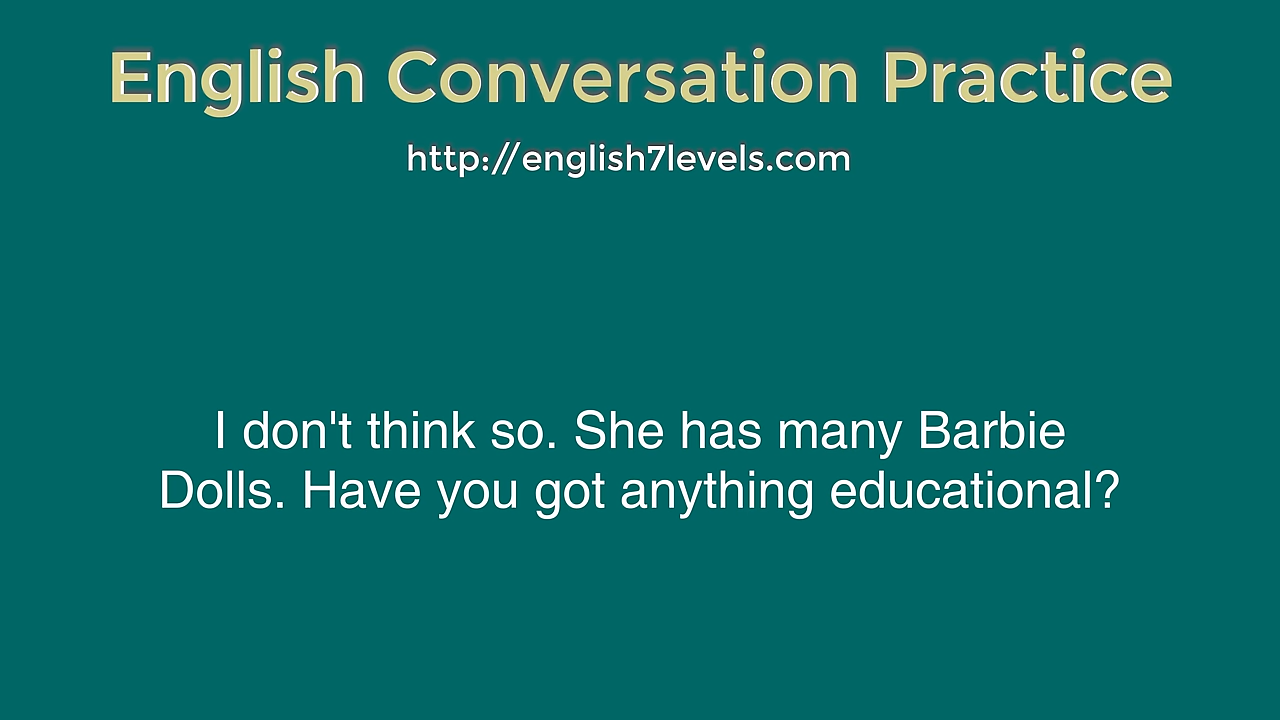 English Conversation Practice
http://english7levels.com
I don't think so. She has many Barbie
Dolls. Have you got anything educational?